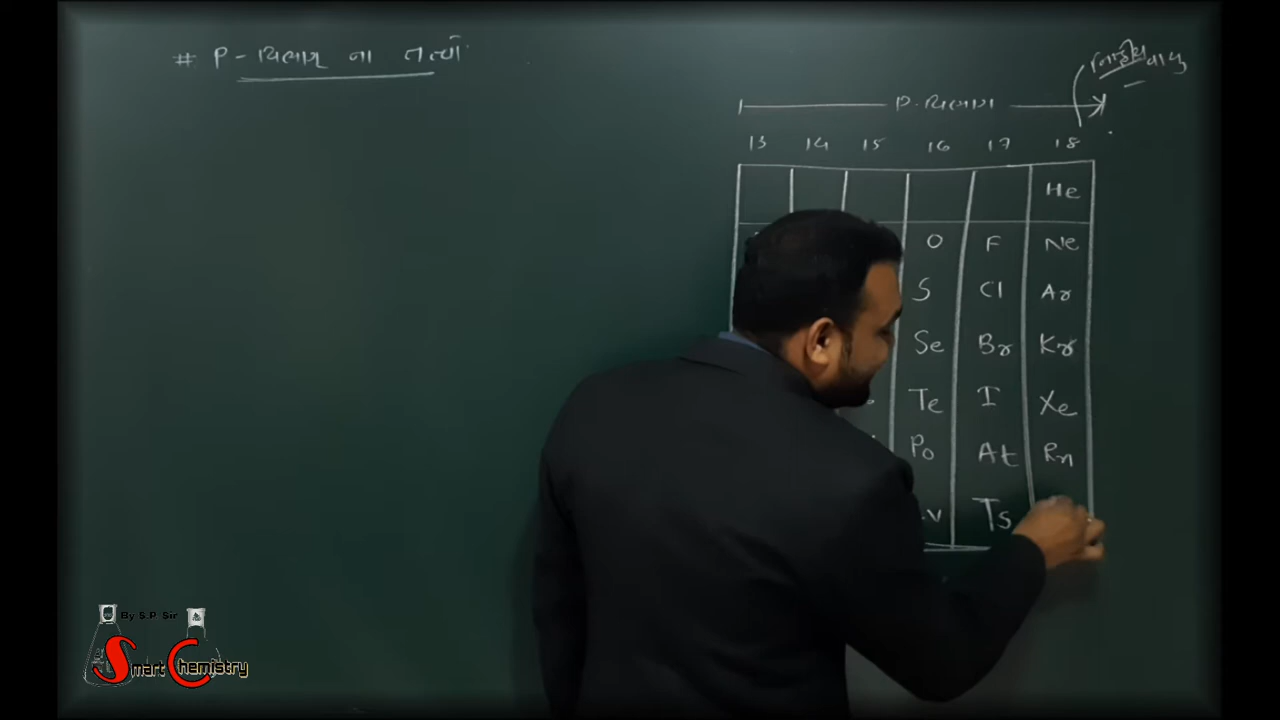 # P-વિભાગ ના તત્વો
નિષ્ક્રિય વાયુ
P-વિભાગ
13 14 15 16 17 18
He
O F Ne
S Cl Ar
Se Br Kr
Te I Xe
Po At Rn
Ts
By S.P Sir
Smart Chemistry